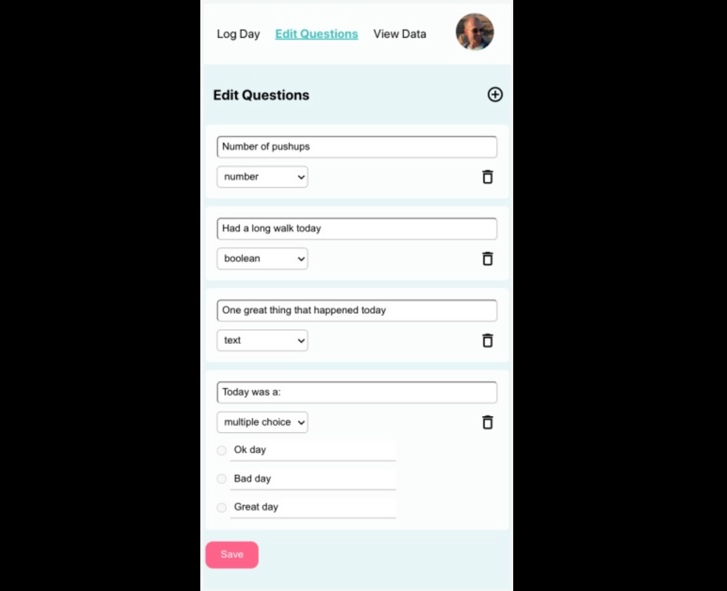 Log Day Edit Questions View Data
Edit Questions
Number of pushups
number
Had a long walk today
boolean
One great thing that happened today
text
Today was a:
multiple choice
Ok day
Bad day
Great day
Save